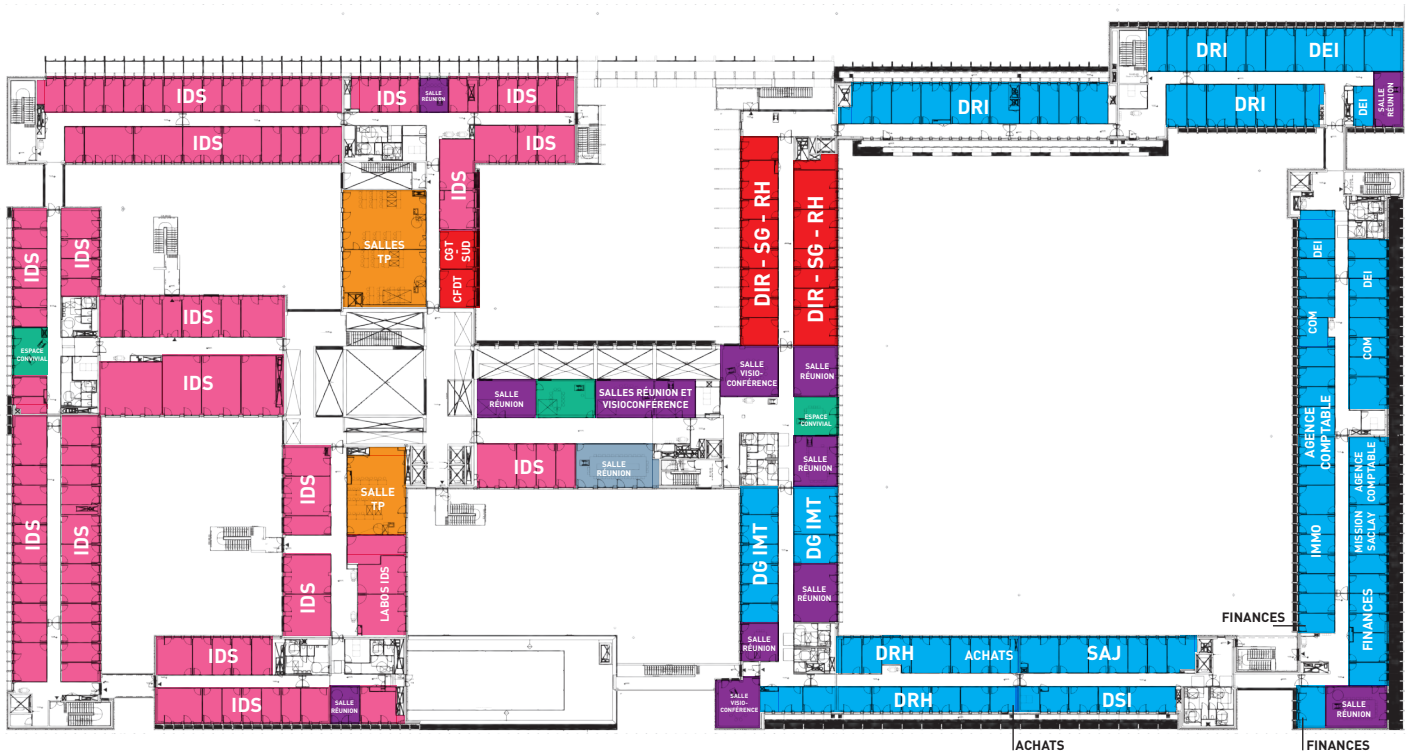 DRI
DEI
IDS
IDS
SALLE
RÉUNION
IDS
DRI
DRI
DEI
SALLE
RÉUNION
IDS
IDS
IDS
IDS
IDS
SALLES
TP
CGT
- SUD
CFDT
DIR - SG - RH
DIR - SG - RH
DEI
DEI
COM
COM
IDS
ESPACE
CONVIVIAL
IDS
SALLE
RÉUNION
SALLES RÉUNION ET
VISIOCONFÉRENCE
SALLE
VISIO-
CONFÉRENCE
SALLE
RÉUNION
ESPACE
CONVIVIAL
AGENCE
COMPTABLE
AGENCE
COMPTABLE
IDS
SALLE
RÉUNION
SALLE
RÉUNION
IDS
SALLE
TP
IDS
IDS
DG IMT
DG IMT
IMMO
MISSION
SACLAY
IDS
LABOS IDS
SALLE
RÉUNION
FINANCES
FINANCES
SALLE
RÉUNION
IDS
DRH
ACHATS
SAJ
IDS
SALLE
RÉUNION
SALLE
VISIO-
CONFÉRENCE
DRH
DSI
SALLE
RÉUNION
ACHATS
FINANCES